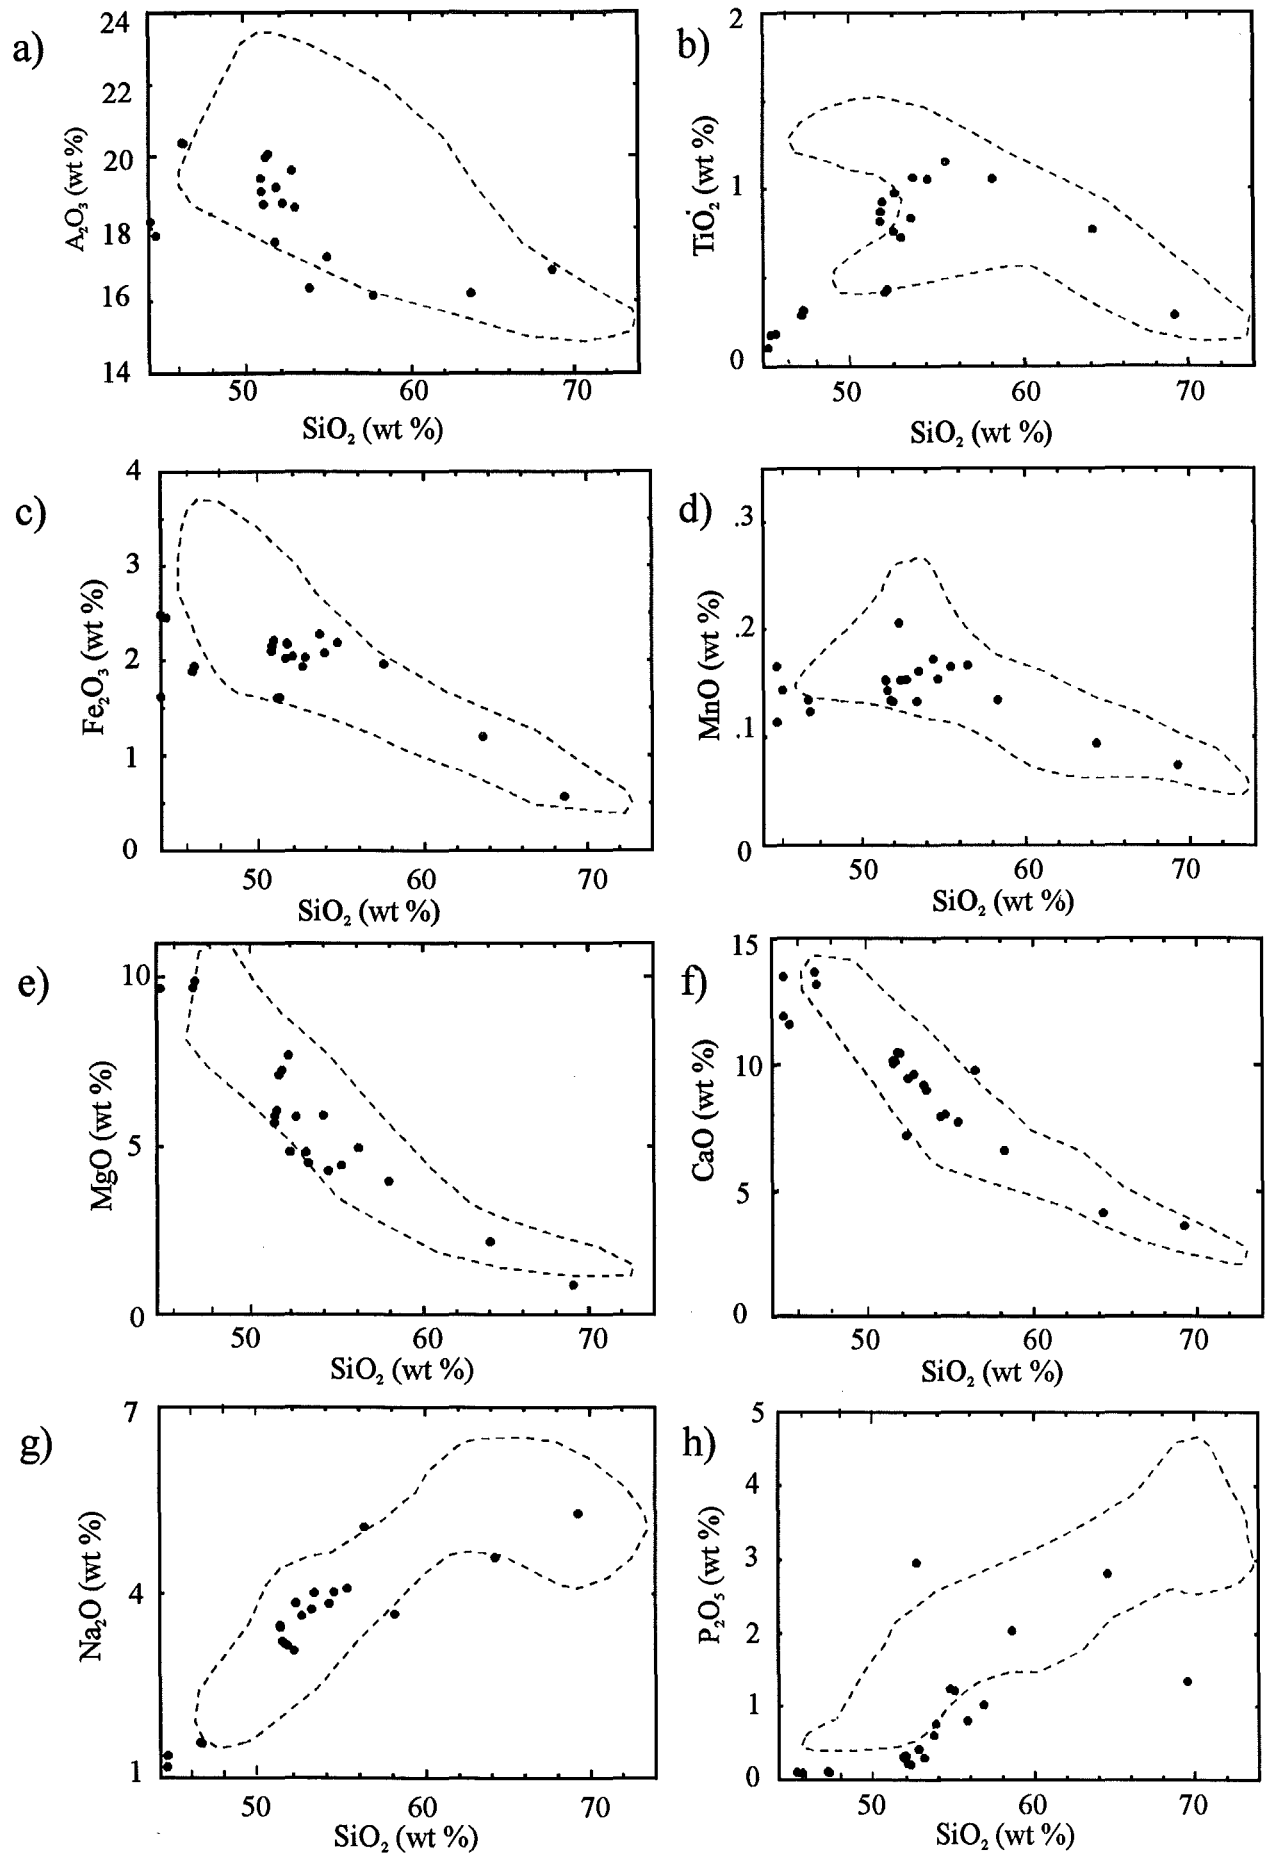 a)
24
22
20
18
16
14
A₂O₃ (wt %)
50 60 70
SiO₂ (wt %)
b)
2
1
0
TiO₂ (wt %)
50 60 70
SiO₂ (wt %)
c)
4
3
2
1
0
Fe₂O₃ (wt %)
50 60 70
SiO₂ (wt %)
d)
.3
.2
.1
0
MnO (wt %)
50 60 70
SiO₂ (wt %)
e)
10
5
0
MgO (wt %)
50 60 70
SiO₂ (wt %)
f)
15
10
5
0
CaO (wt %)
50 60 70
SiO₂ (wt %)
g)
7
4
1
Na₂O (wt %)
50 60 70
SiO₂ (wt %)
h)
5
4
3
2
1
0
P₂O₅ (wt %)
50 60 70
SiO₂ (wt %)